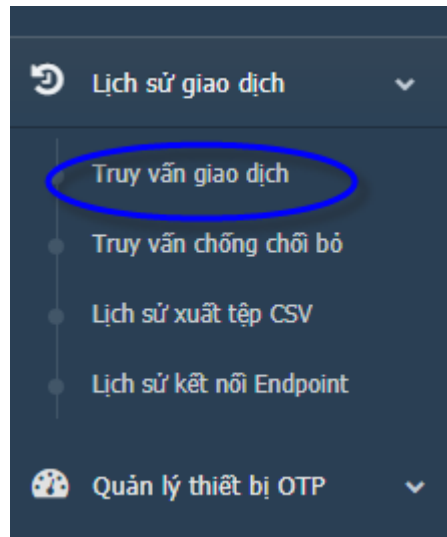 Lịch sử giao dịch
Truy vấn giao dịch
Truy vấn chống chối bỏ
Lịch sử xuất tệp CSV
Lịch sử kết nối Endpoint
Quản lý thiết bị OTP